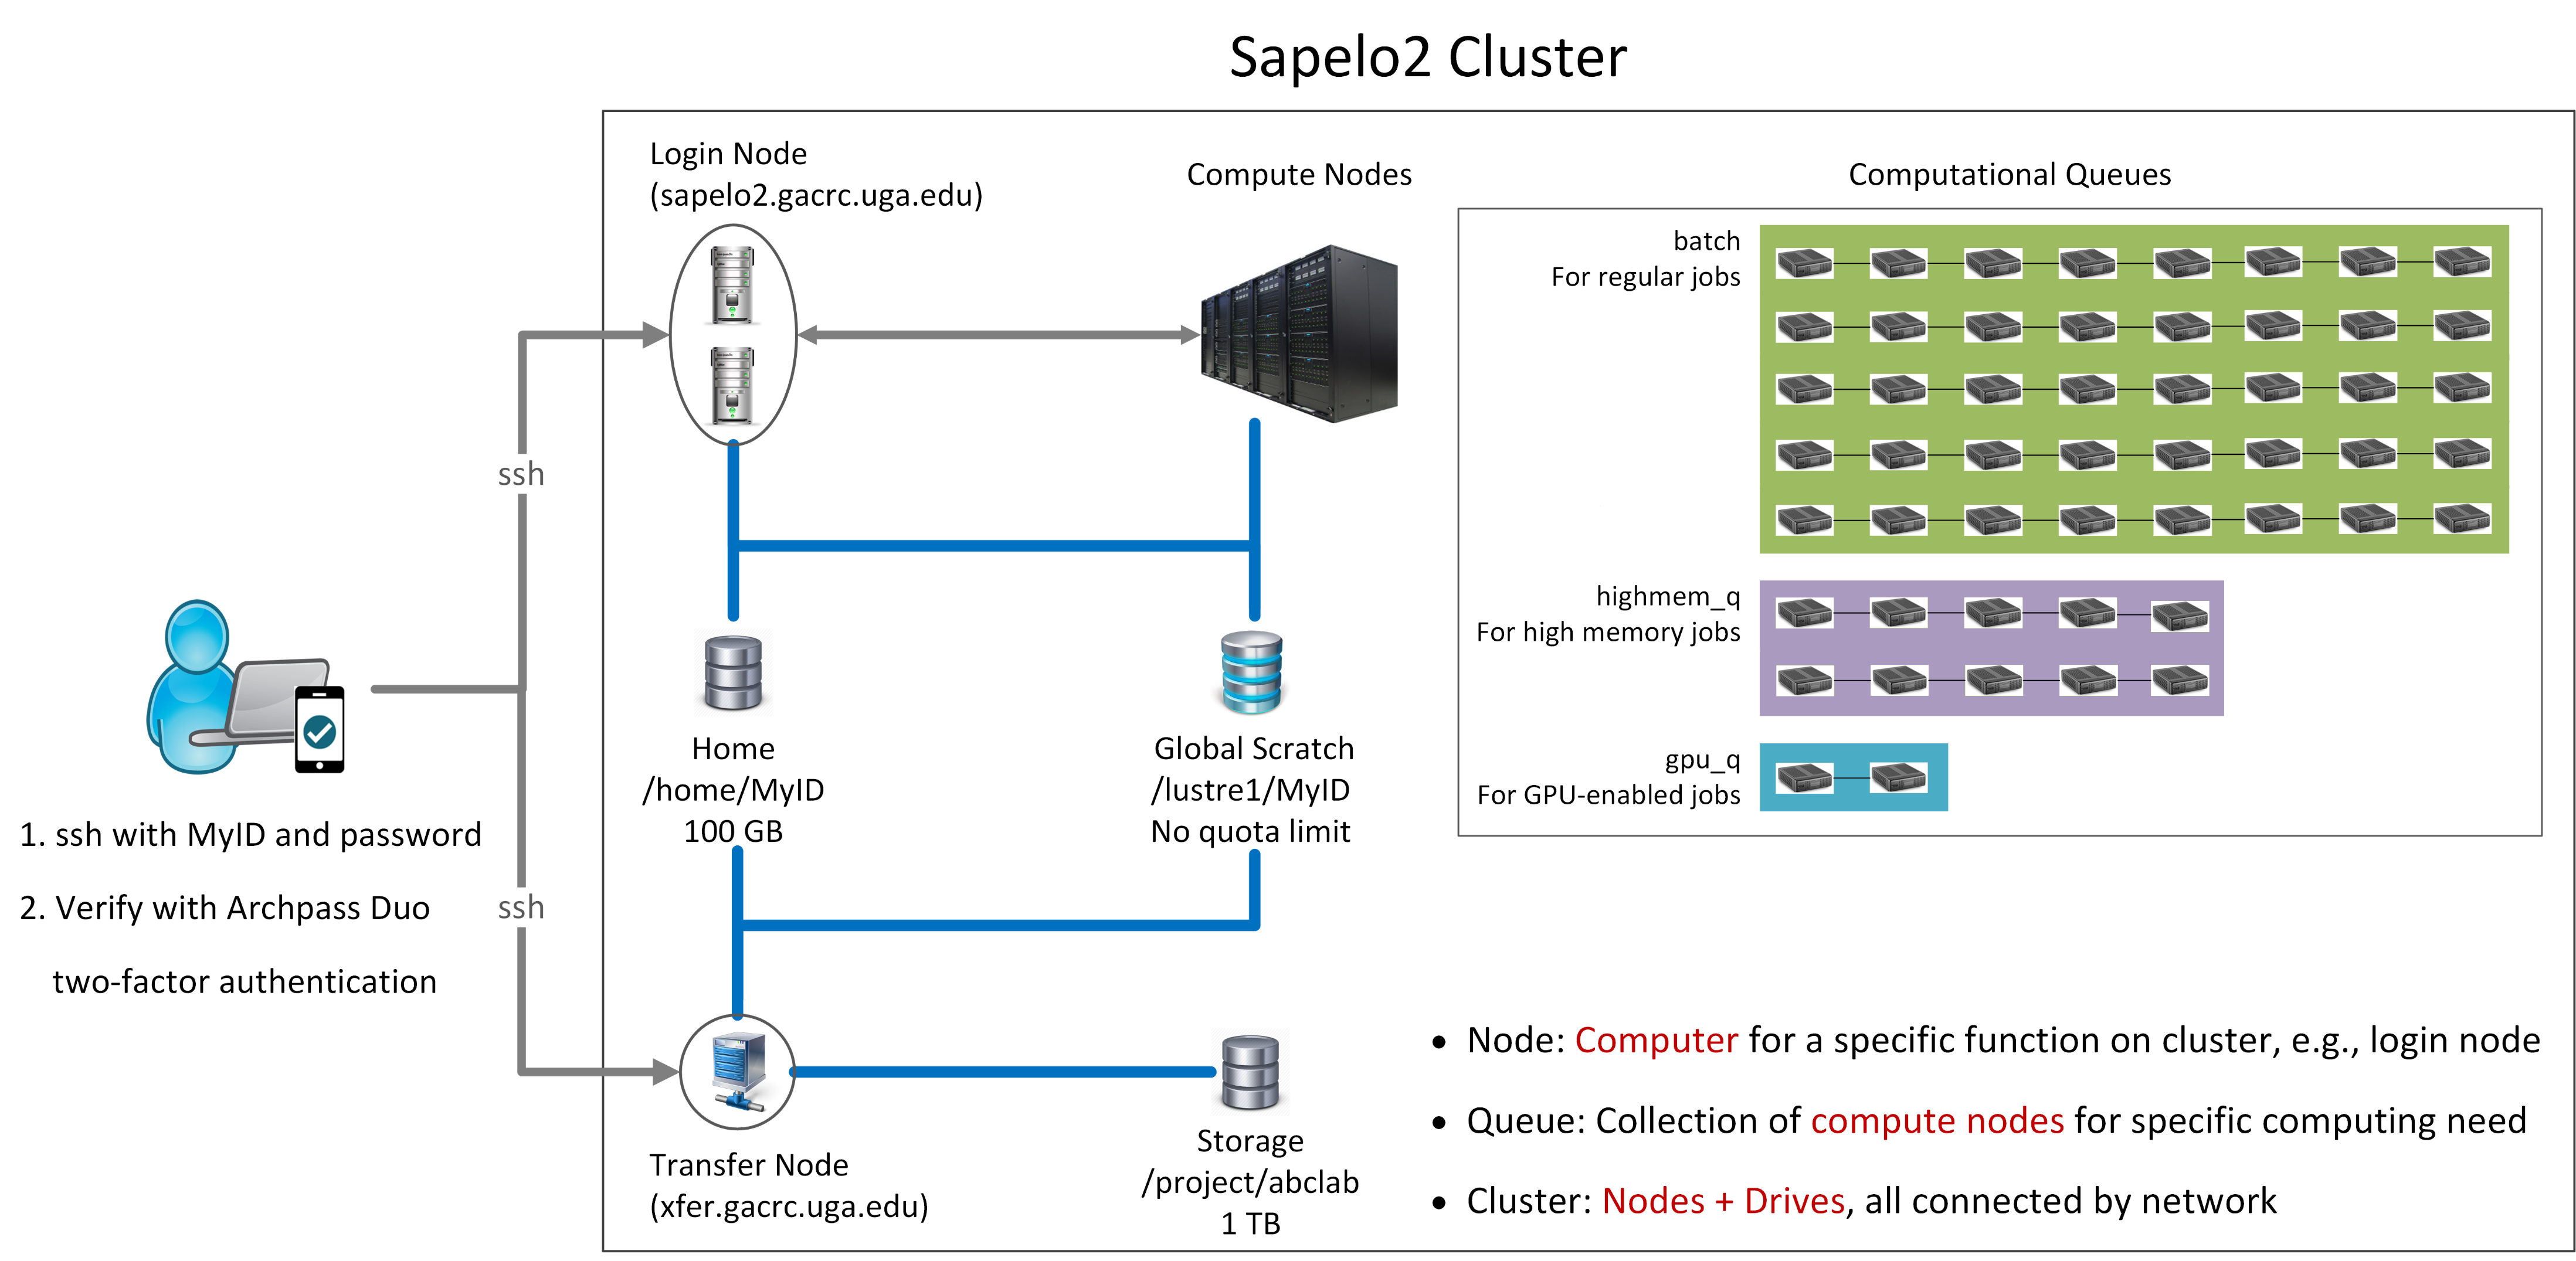 Sapelo2 Cluster
Login Node
(sapelo2.gacrc.uga.edu)
Compute Nodes
Computational Queues
batch
For regular jobs
highmem_q
For high memory jobs
gpu_q
For GPU-enabled jobs
ssh
ssh
1. ssh with MyID and password
2. Verify with Archpass Duo
two-factor authentication
Home
/home/MyID
100 GB
Global Scratch
/lustre1/MyID
No quota limit
Transfer Node
(xfer.gacrc.uga.edu)
Storage
/project/abclab
1 TB
• Node: Computer for a specific function on cluster, e.g., login node
• Queue: Collection of compute nodes for specific computing need
• Cluster: Nodes + Drives, all connected by network